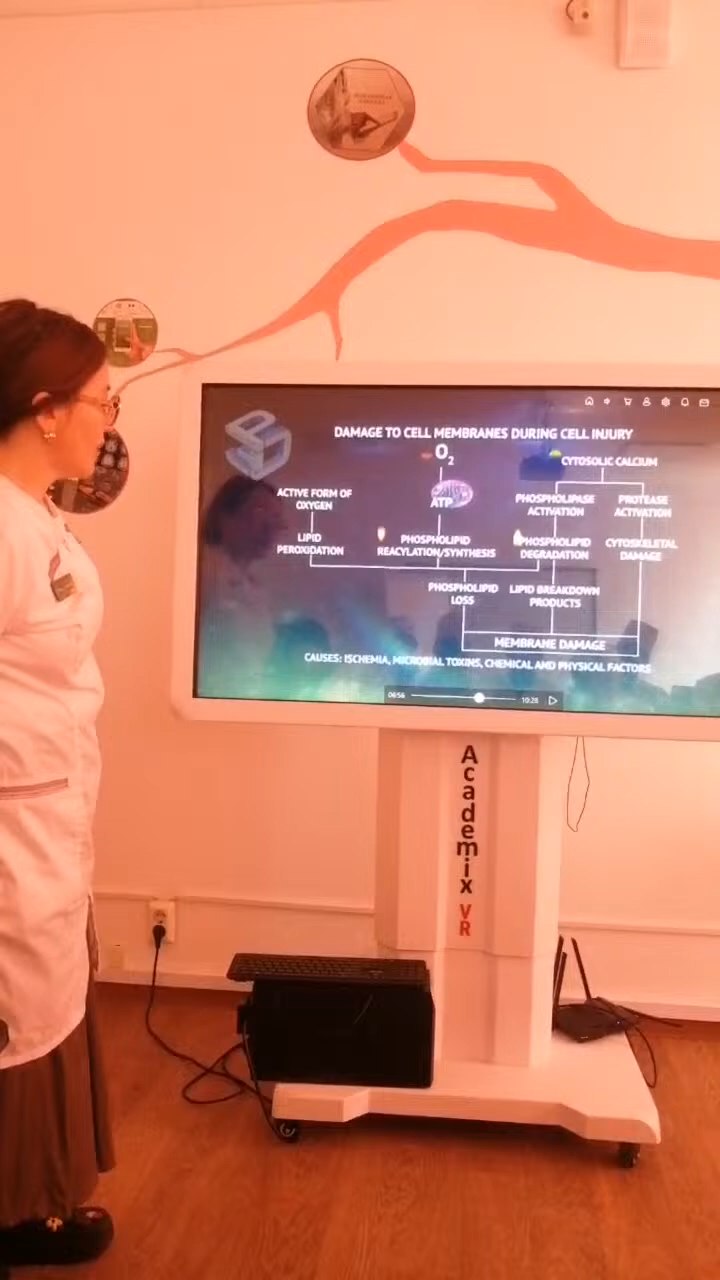 DAMAGE TO CELL MEMBRANES DURING CELL INJURY
O2
CYTOSOLIC CALCIUM
ACTIVE FORM OF
OXYGEN
ATP
PHOSPHOLIPASE
ACTIVATION
PROTEASE
ACTIVATION
LIPID
PEROXIDATION
PHOSPHOLIPID
REACYLATION/SYNTHESIS
PHOSPHOLIPID
DEGRADATION
CYTOSKELETAL
DAMAGE
PHOSPHOLIPID
LOSS
LIPID BREAKDOWN
PRODUCTS
MEMBRANE DAMAGE
CAUSES: ISCHEMIA, MICROBIAL TOXINS, CHEMICAL AND PHYSICAL FACTORS
06:56
10:28
Academix VR